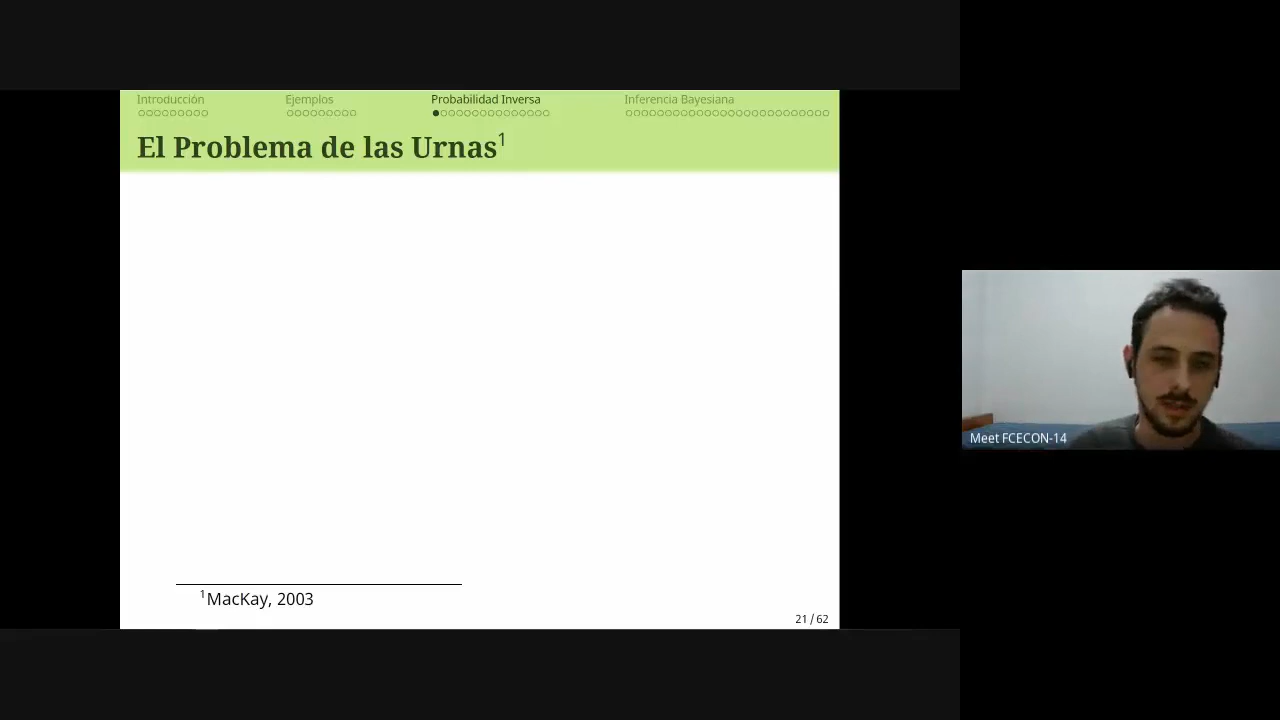 Introducción Ejemplos Probabilidad Inversa Inferencia Bayesiana
El Problema de las Urnas¹
¹MacKay, 2003
21 / 62
Meet FCECON-14